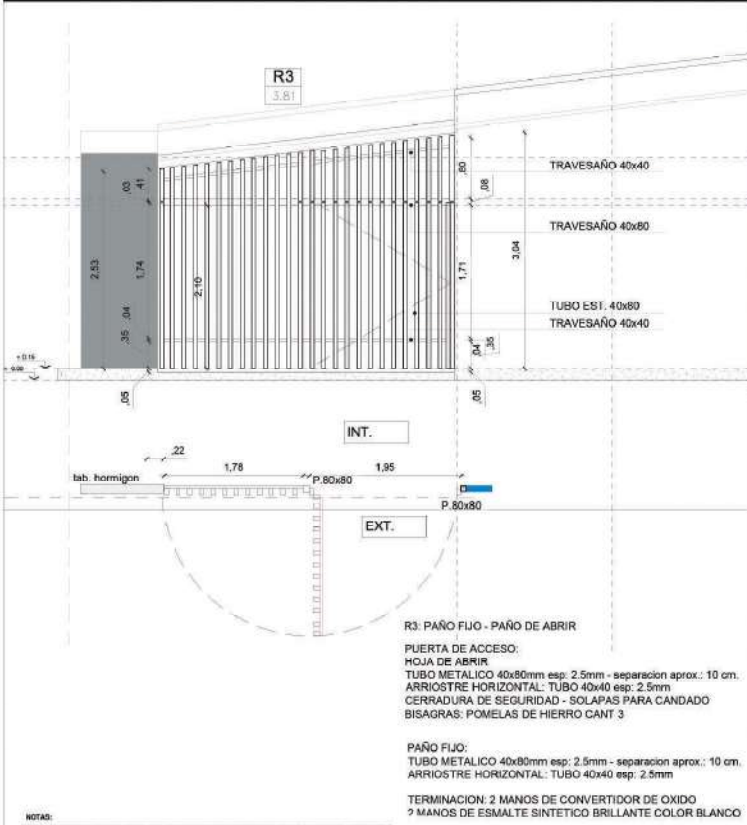 R3
3.81
TRAVESAÑO 40x40
TRAVESAÑO 40x80
TUBO EST. 40x80
TRAVESAÑO 40x40
,03
,41
,80
,08
2,53
1,74
2,10
1,71
3,04
,04
,35
,04
,35
+ 0.15
,05
,05
INT.
,22
1,78
1,95
tab. hormigon
P.80x80
P.80x80
EXT.
R3: PAÑO FIJO - PAÑO DE ABRIR
PUERTA DE ACCESO:
HOJA DE ABRIR
TUBO METALICO 40x80mm esp: 2.5mm - separacion aprox.: 10 cm.
ARRIOSTRE HORIZONTAL: TUBO 40x40 esp: 2.5mm
CERRADURA DE SEGURIDAD - SOLAPAS PARA CANDADO
BISAGRAS: POMELAS DE HIERRO CANT 3
PAÑO FIJO:
TUBO METALICO 40x80mm esp: 2.5mm - separacion aprox.: 10 cm.
ARRIOSTRE HORIZONTAL: TUBO 40x40 esp: 2.5mm
TERMINACION: 2 MANOS DE CONVERTIDOR DE OXIDO
2 MANOS DE ESMALTE SINTETICO BRILLANTE COLOR BLANCO
NOTAS: